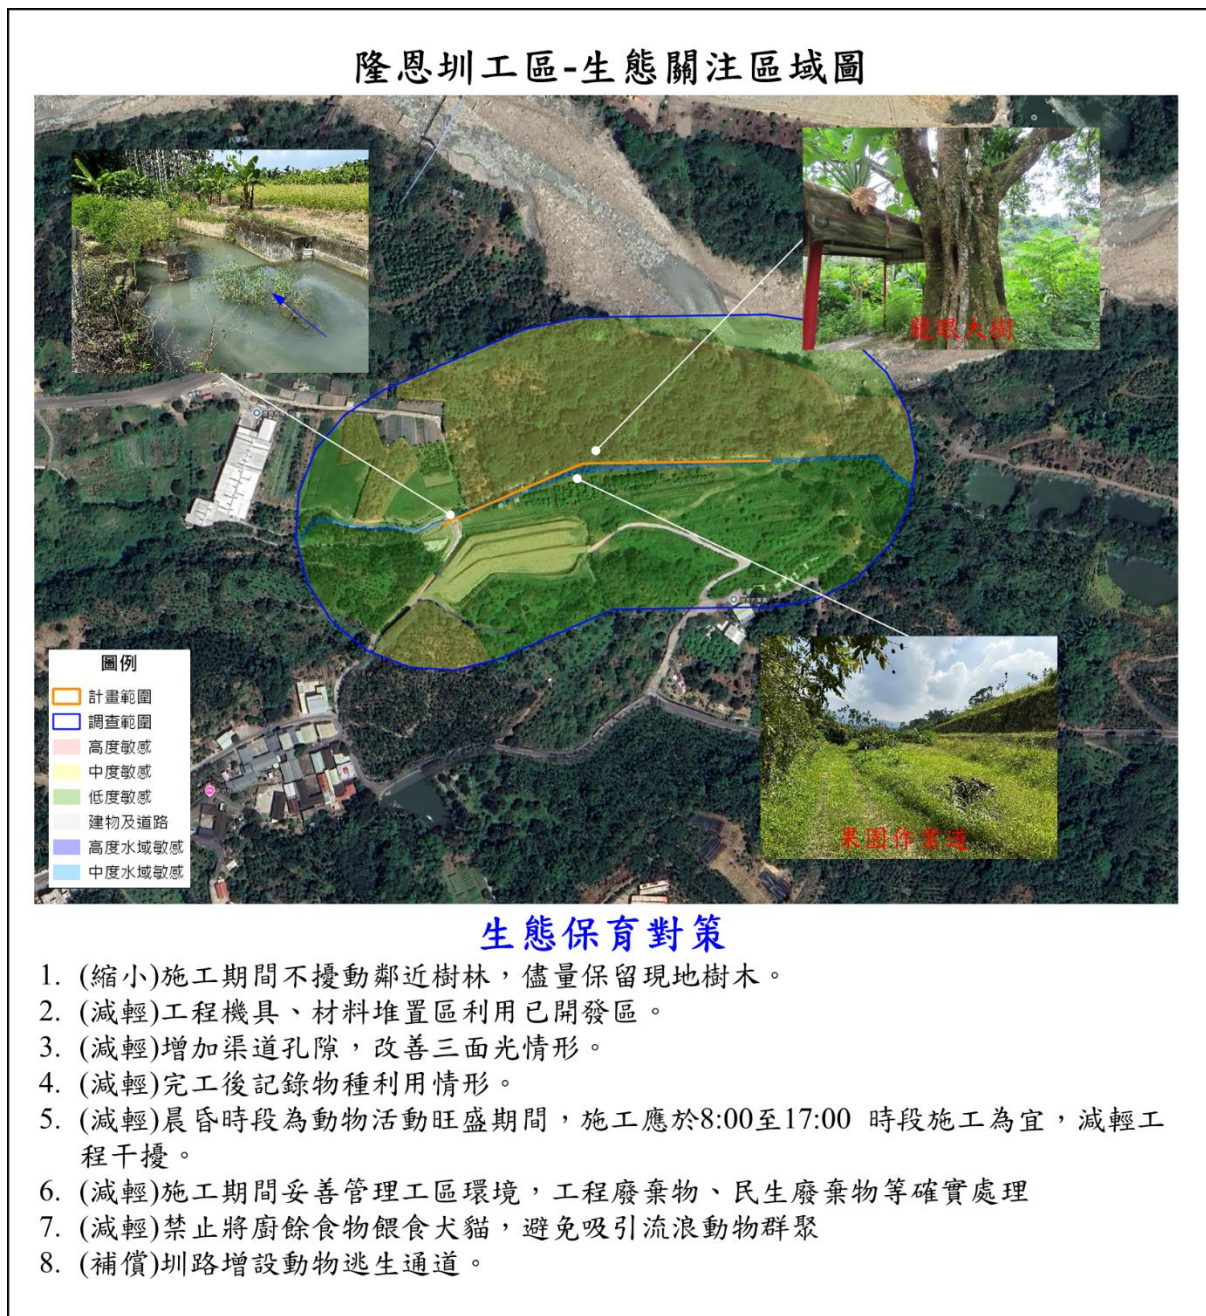 隆恩圳工區-生態關注區域圖
龍眼大樹
果園作業道
圖例
計畫範圍
調查範圍
高度敏感
中度敏感
低度敏感
建物及道路
高度水域敏感
中度水域敏感
生態保育對策
1. (縮小)施工期間不擾動鄰近樹林，儘量保留現地樹木。
2. (減輕)工程機具、材料堆置區利用已開發區。
3. (減輕)增加渠道孔隙，改善三面光情形。
4. (減輕)完工後記錄物種利用情形。
5. (減輕)晨昏時段為動物活動旺盛期間，施工應於8:00至17:00 時段施工為宜，減輕工
程干擾。
6. (減輕)施工期間妥善管理工區環境，工程廢棄物、民生廢棄物等確實處理
7. (減輕)禁止將廚餘食物餵食犬貓，避免吸引流浪動物群聚
8. (補償)圳路增設動物逃生通道。